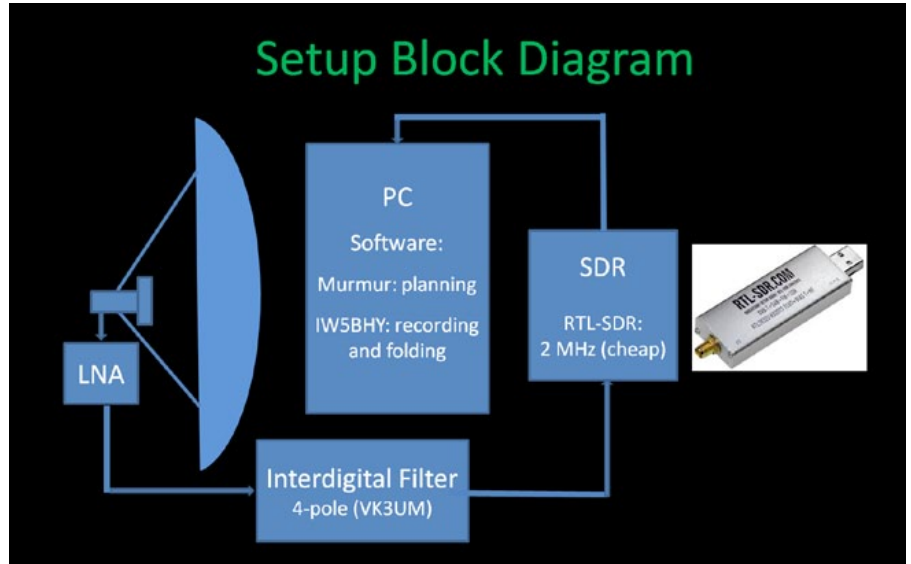 Setup Block Diagram
PC
Software:
Murmur: planning
IW5BHY: recording
and folding
SDR
RTL-SDR:
2 MHz (cheap)
RTL-SDR.COM
LNA
Interdigital Filter
4-pole (VK3UM)